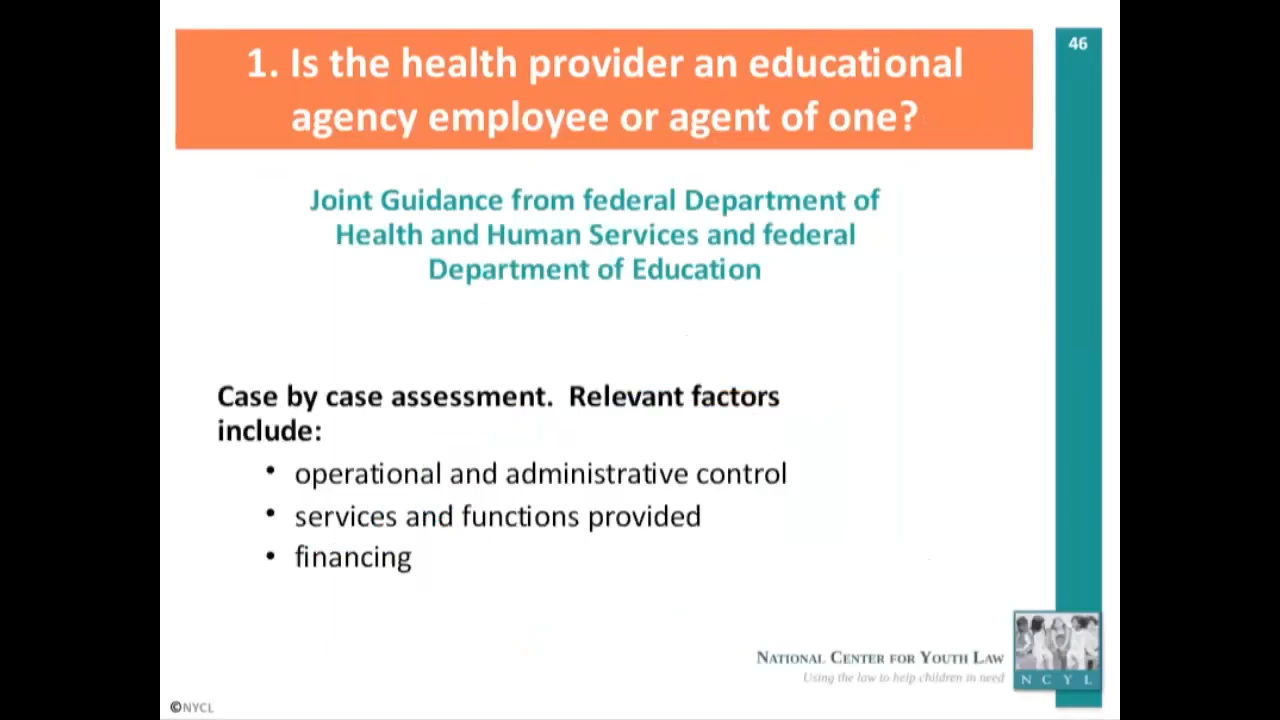 46
1. Is the health provider an educational
agency employee or agent of one?
Joint Guidance from federal Department of
Health and Human Services and federal
Department of Education
Case by case assessment.  Relevant factors
include:
• operational and administrative control
• services and functions provided
• financing
NATIONAL CENTER FOR YOUTH LAW
Using the law to help children in need
N C Y L
©NYCL